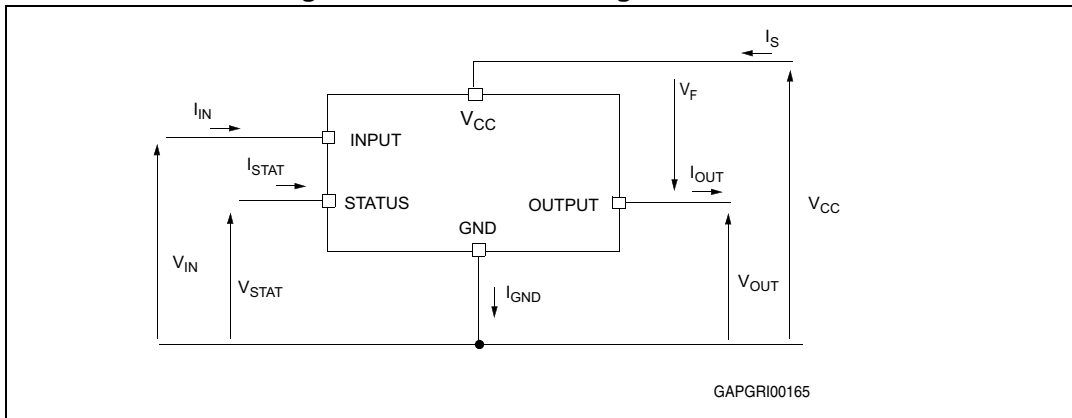 I_S
V_F
V_CC
I_IN
INPUT
I_STAT
I_OUT
STATUS
OUTPUT
V_CC
GND
V_IN
V_STAT
V_OUT
I_GND
GAPGRI00165